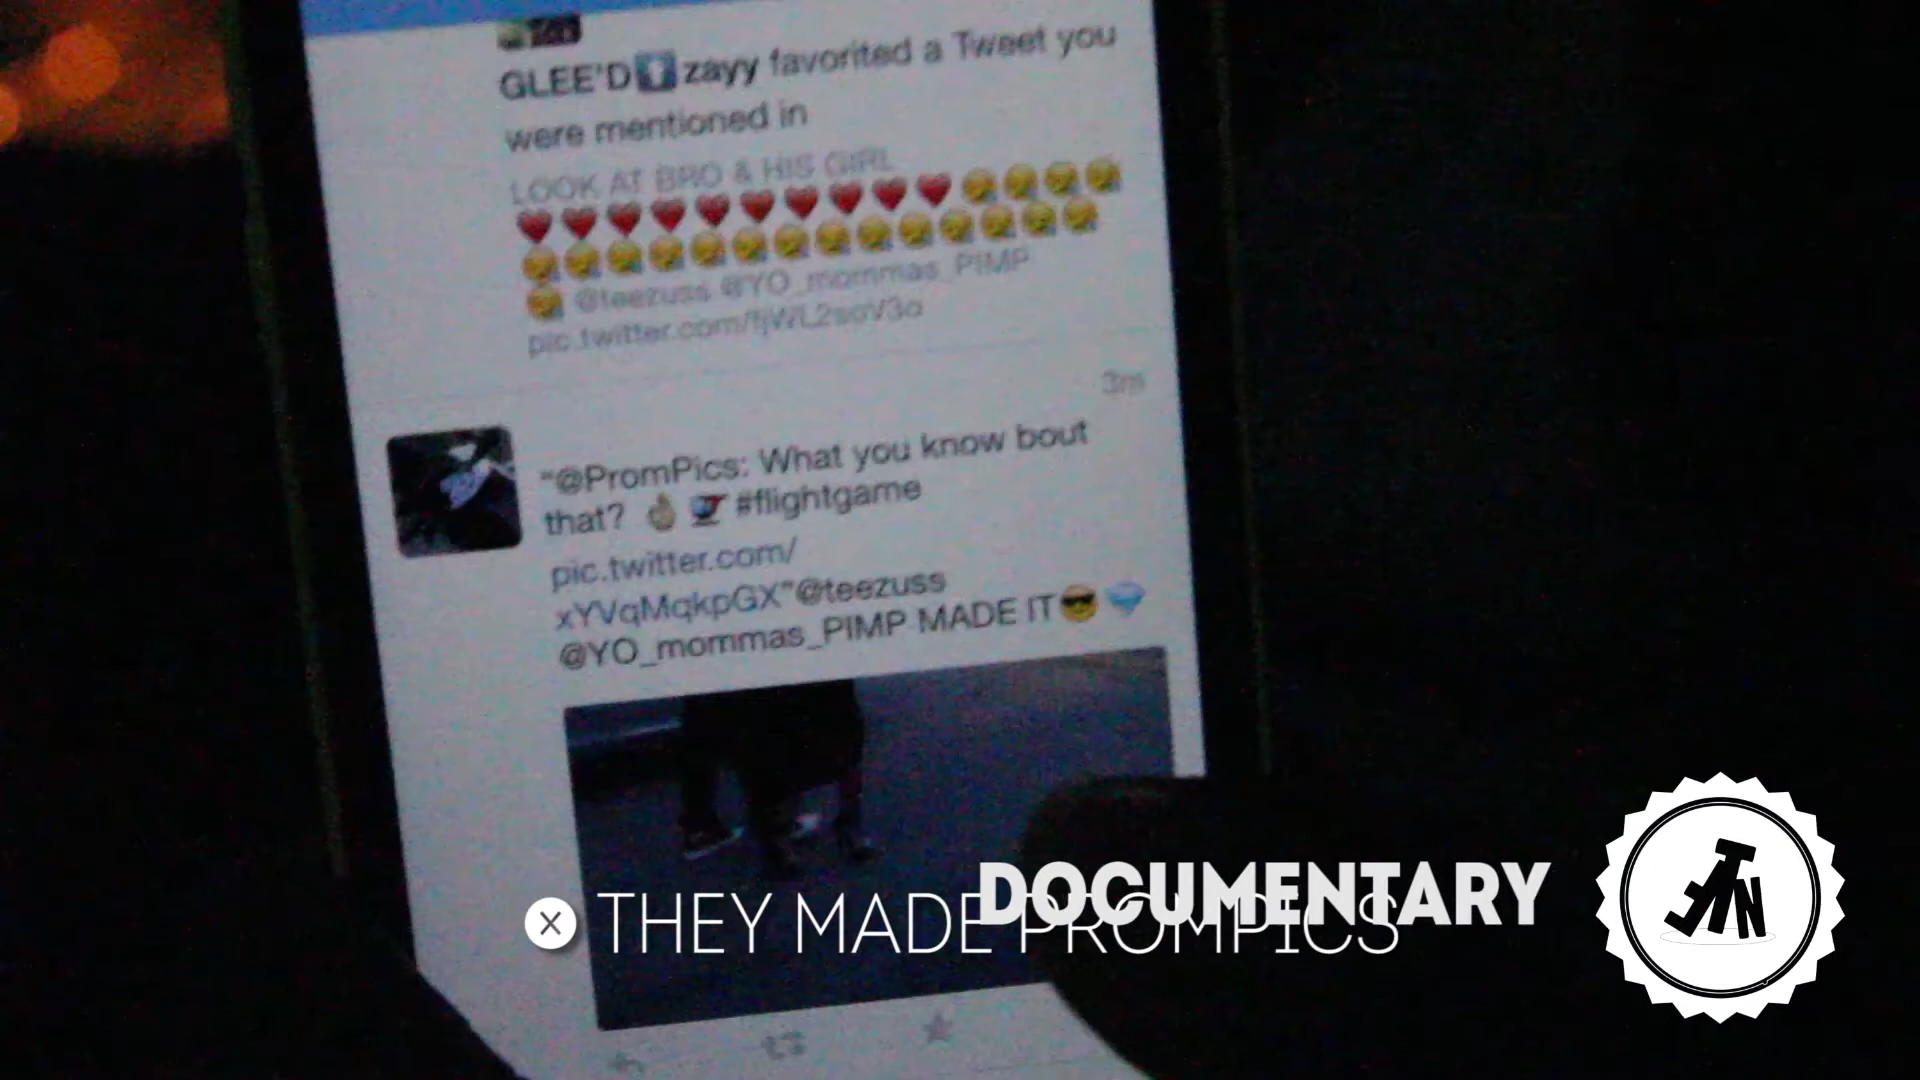 GLEE'D⬆️zayy favorited a Tweet you
were mentioned in
LOOK AT BRO & HIS GIRL
❤️❤️❤️❤️❤️❤️❤️❤️❤️❤️😪😪😪😪
😪😪😪😪😪😪😪😪😪😪😪😪😪😪
😪 @teezuss @YO_mommas_PIMP
3m
"@PromPics: What you know bout
that? 👌🚁 #flightgame
pic.twitter.com/
xYVqMqkpGX"@teezuss
@YO_mommas_PIMP MADE IT😎💎
DOCUMENTARY
THEY MADE PROMPICS